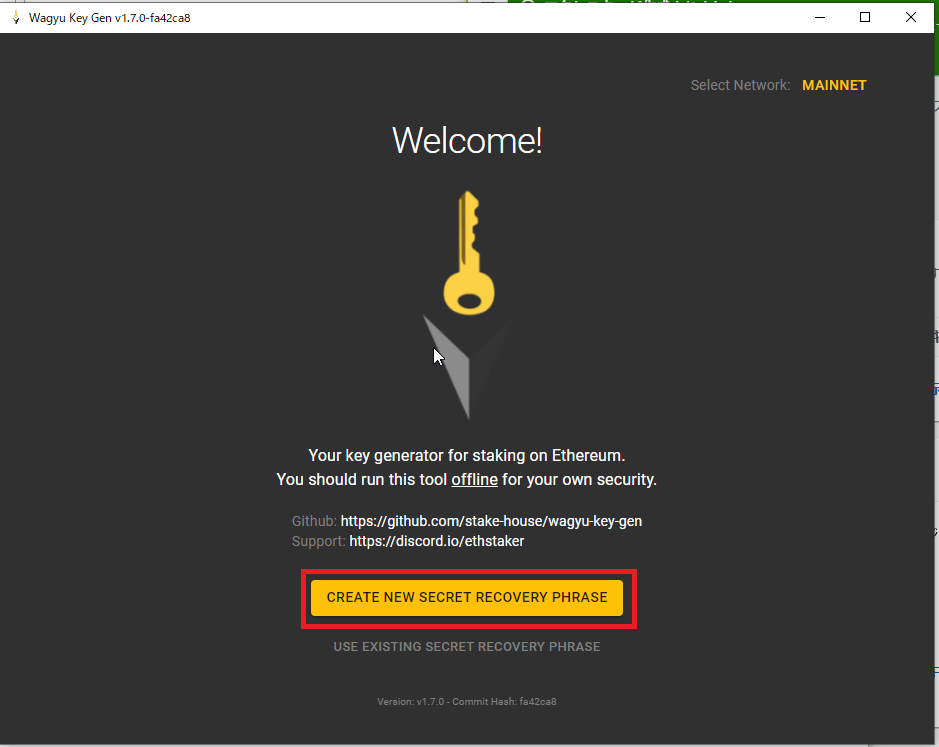 Wagyu Key Gen v1.7.0-fa42ca8
Select Network: MAINNET
Welcome!
Your key generator for staking on Ethereum.
You should run this tool offline for your own security.
Github: https://github.com/stake-house/wagyu-key-gen
Support: https://discord.io/ethstaker
CREATE NEW SECRET RECOVERY PHRASE
USE EXISTING SECRET RECOVERY PHRASE
Version: v1.7.0 - Commit Hash: fa42ca8